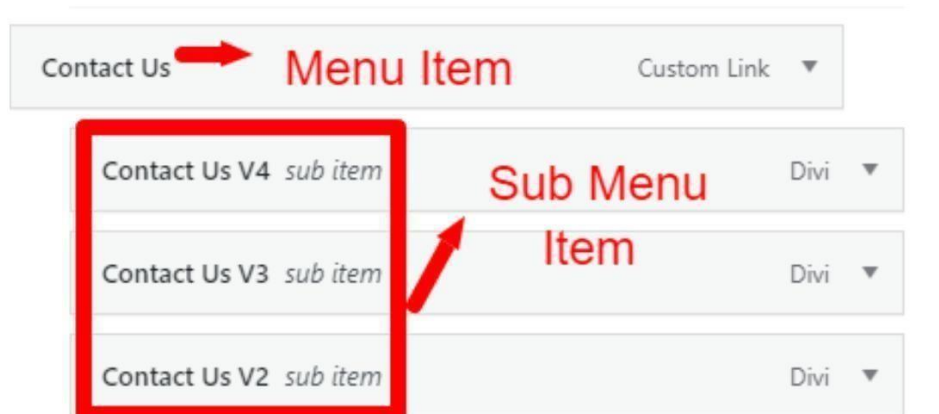 Contact Us Menu Item Custom Link
Contact Us V4 sub item Divi
Sub Menu
Item
Contact Us V3 sub item Divi
Contact Us V2 sub item Divi